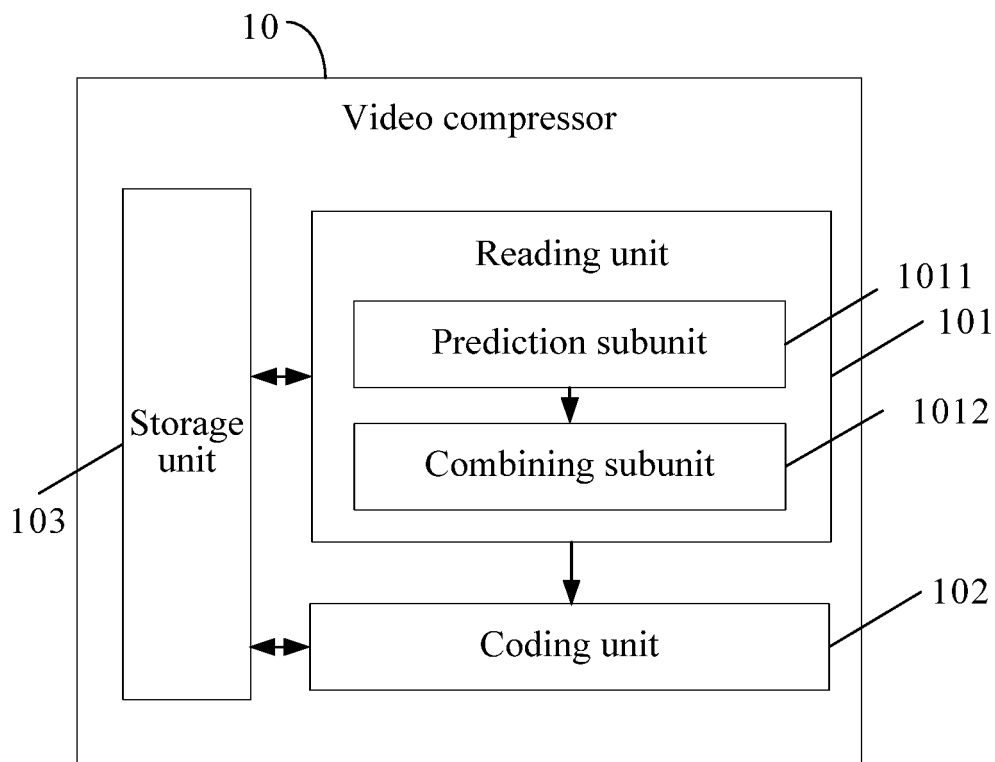 10
Video compressor
Reading unit
1011
Prediction subunit
101
Storage
unit
1012
Combining subunit
103
102
Coding unit